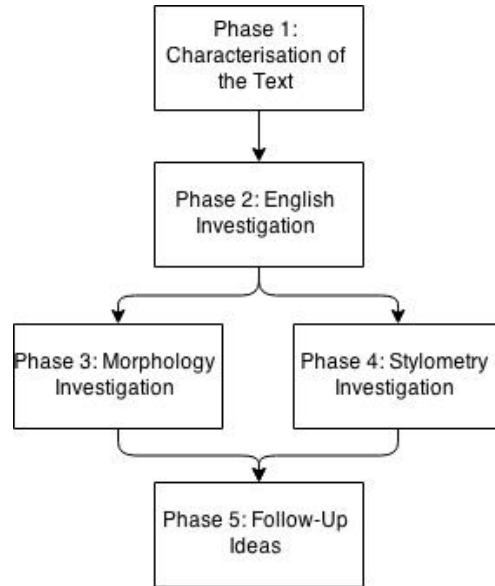 Phase 1:
Characterisation of
the Text
Phase 2: English
Investigation
Phase 3: Morphology
Investigation
Phase 4: Stylometry
Investigation
Phase 5: Follow-Up
Ideas